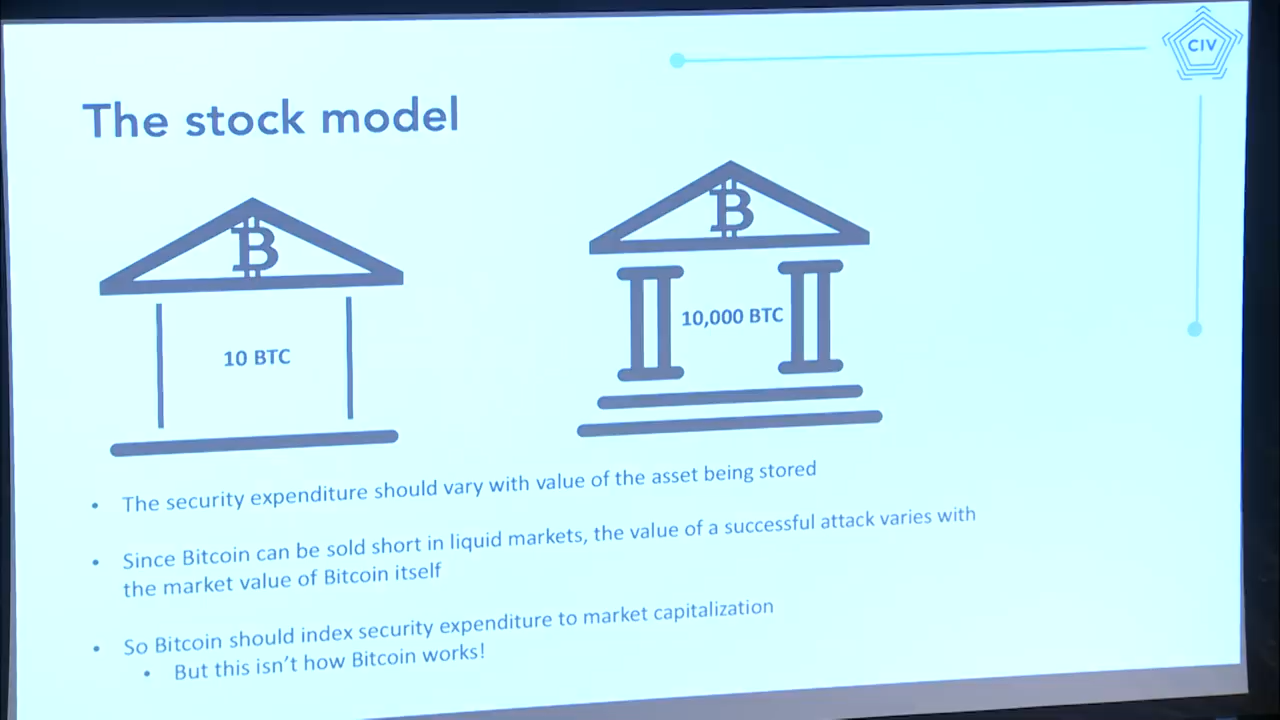 CIV
The stock model
₿
₿
10 BTC
10,000 BTC
• The security expenditure should vary with value of the asset being stored
• Since Bitcoin can be sold short in liquid markets, the value of a successful attack varies with
the market value of Bitcoin itself
• So Bitcoin should index security expenditure to market capitalization
• But this isn't how Bitcoin works!